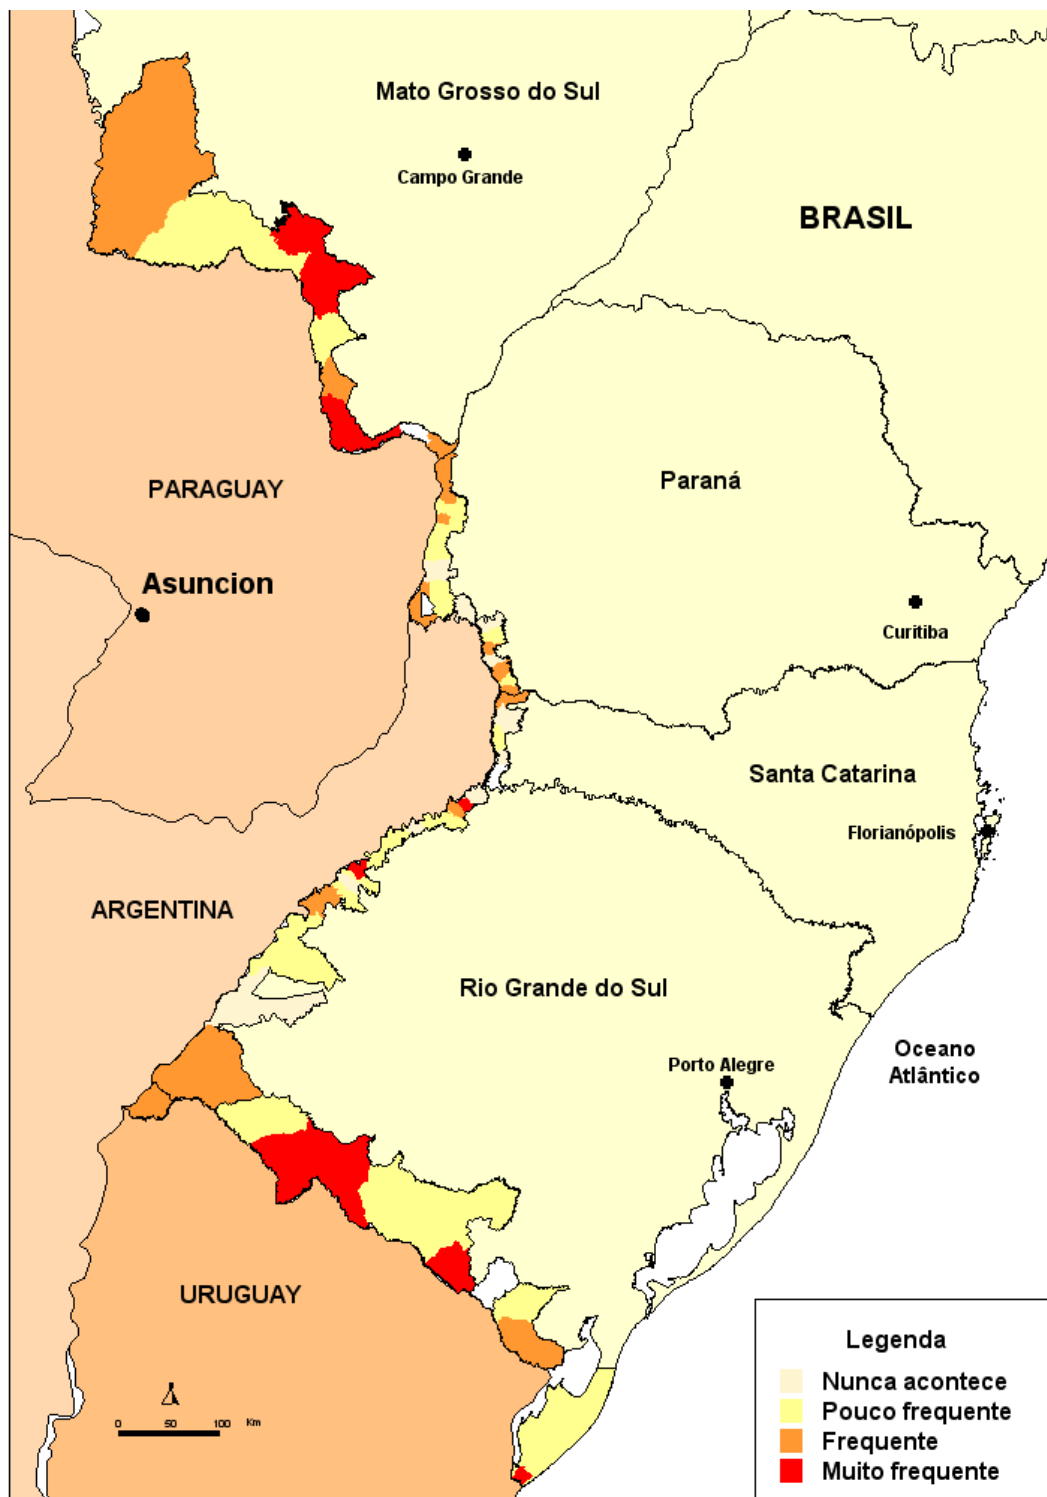 Mato Grosso do Sul
Campo Grande
BRASIL
Paraná
PARAGUAY
Asuncion
Curitiba
Santa Catarina
Florianópolis
ARGENTINA
Rio Grande do Sul
Porto Alegre
Oceano
Atlântico
URUGUAY
Legenda
Nunca acontece
Pouco frequente
Frequente
Muito frequente
0 50 100 Km